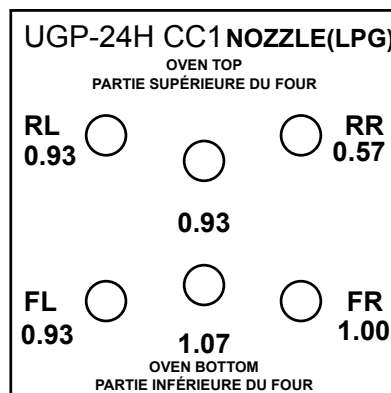 UGP-24H CC1 NOZZLE(LPG)
OVEN TOP
PARTIE SUPÉRIEURE DU FOUR
RL
0.93
RR
0.57
0.93
FL
0.93
FR
1.00
1.07
OVEN BOTTOM
PARTIE INFÉRIEURE DU FOUR